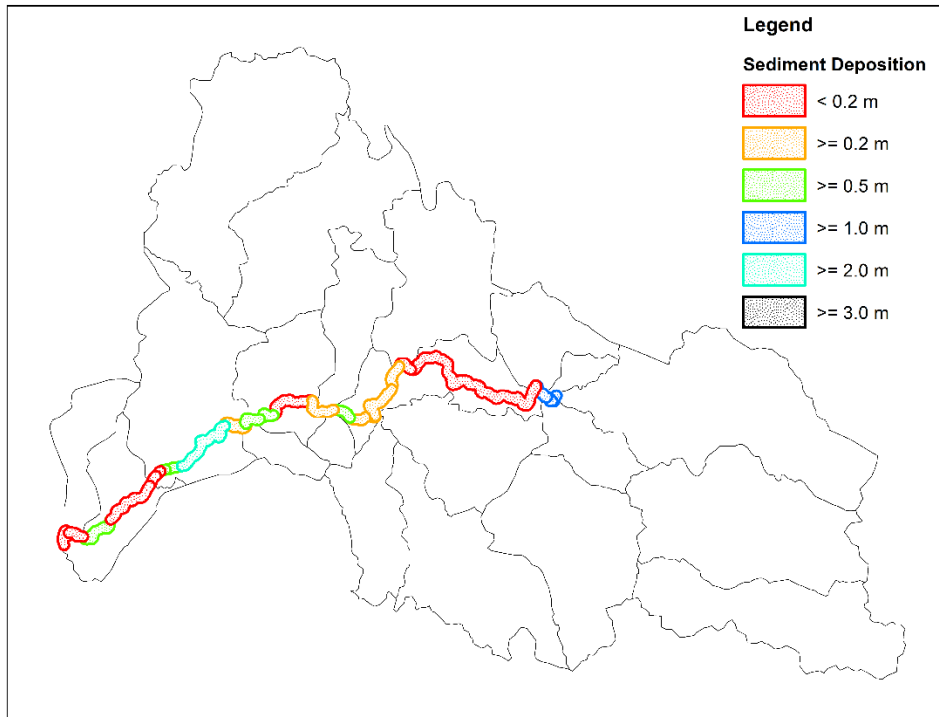 Legend
Sediment Deposition
< 0.2 m
>= 0.2 m
>= 0.5 m
>= 1.0 m
>= 2.0 m
>= 3.0 m